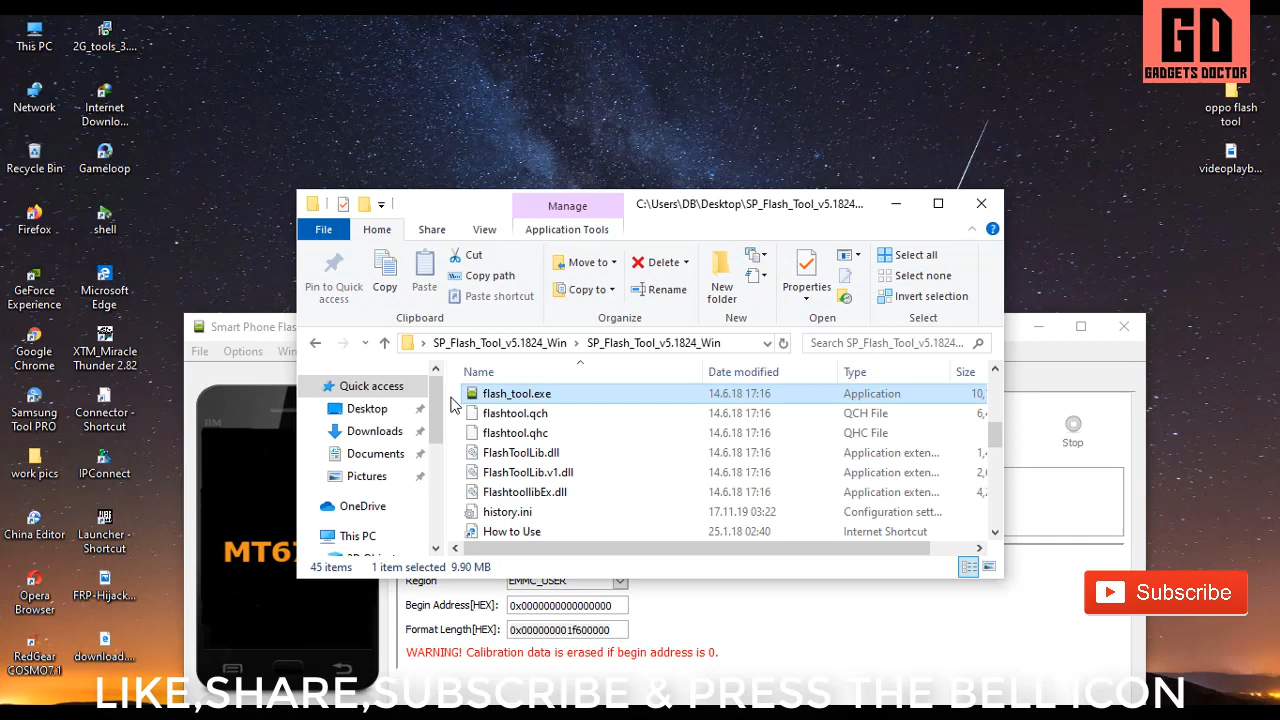 This PC
2G_tools_3....
Network
Internet
Downlo...
Recycle Bin
Gameloop
Firefox
shell
GeForce
Experience
Microsoft
Edge
Google
Chrome
XTM_Miracle
Thunder 2.82
Samsung
Tool PRO
Connector -
Shortcut
work pics
IPConnect
China Editor
Launcher -
Shortcut
Opera
Browser
FRP-Hijack...
RedGear
COSMO7.1
download....
GD
GADGETS DOCTOR
oppo flash
tool
videoplayb...
Manage
C:\Users\DB\Desktop\SP_Flash_Tool_v5.1824...
File
Home
Share
View
Application Tools
Pin to Quick
access
Copy
Paste
Cut
Copy path
Paste shortcut
Clipboard
Move to
Copy to
Delete
Rename
Organize
New
folder
New
Properties
Open
Select all
Select none
Invert selection
Select
SP_Flash_Tool_v5.1824_Win
SP_Flash_Tool_v5.1824_Win
Search SP_Flash_Tool_v5.1824...
Name
Date modified
Type
Size
Quick access
Desktop
Downloads
Documents
Pictures
OneDrive
This PC
flash_tool.exe 14.6.18 17:16 Application 10,
flashtool.qch 14.6.18 17:16 QCH File 6,
flashtool.qhc 14.6.18 17:16 QHC File
FlashToolLib.dll 14.6.18 17:16 Application exten... 1,
FlashToolLib.v1.dll 14.6.18 17:16 Application exten... 2,
FlashtoollibEx.dll 14.6.18 17:16 Application exten... 4,
history.ini 17.11.19 03:22 Configuration sett...
How to Use 25.1.18 02:40 Internet Shortcut
45 items
1 item selected 9.90 MB
Smart Phone Flas
File
Options
Win
Stop
BM
MT67
Region
EMMC_USER
Begin Address[HEX]:
0x0000000000000000
Format Length[HEX]:
0x000000001f600000
WARNING! Calibration data is erased if begin address is 0.
Subscribe
LIKE,SHARE,SUBSCRIBE & PRESS THE BELL ICON